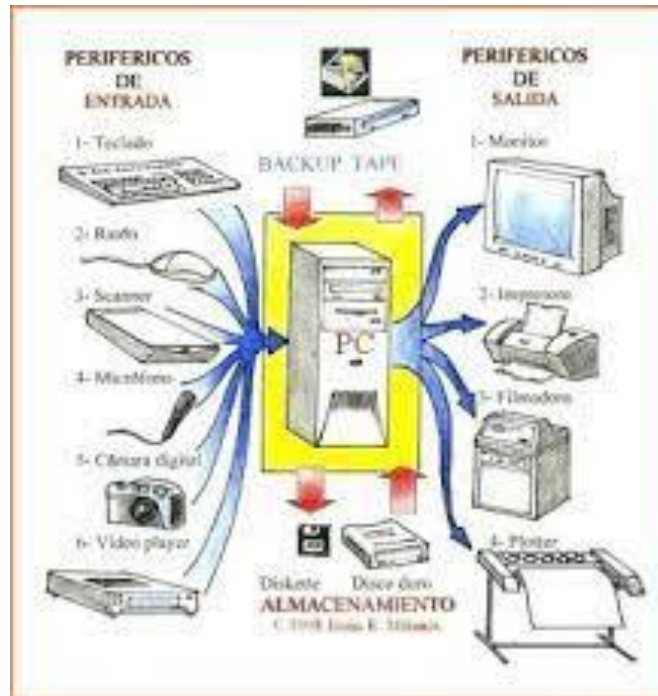 PERIFERICOS
DE
ENTRADA
1- Teclado
2- Ratón
3- Scanner
4- Micrófono
5- Câmara digital
6- Video player
BACKUP TAPE
PC
Diskette Disco duro
ALMACENAMIENTO
PERIFERICOS
DE
SALIDA
1- Monitor
2- Impresora
3- Filmadora
4- Plotter